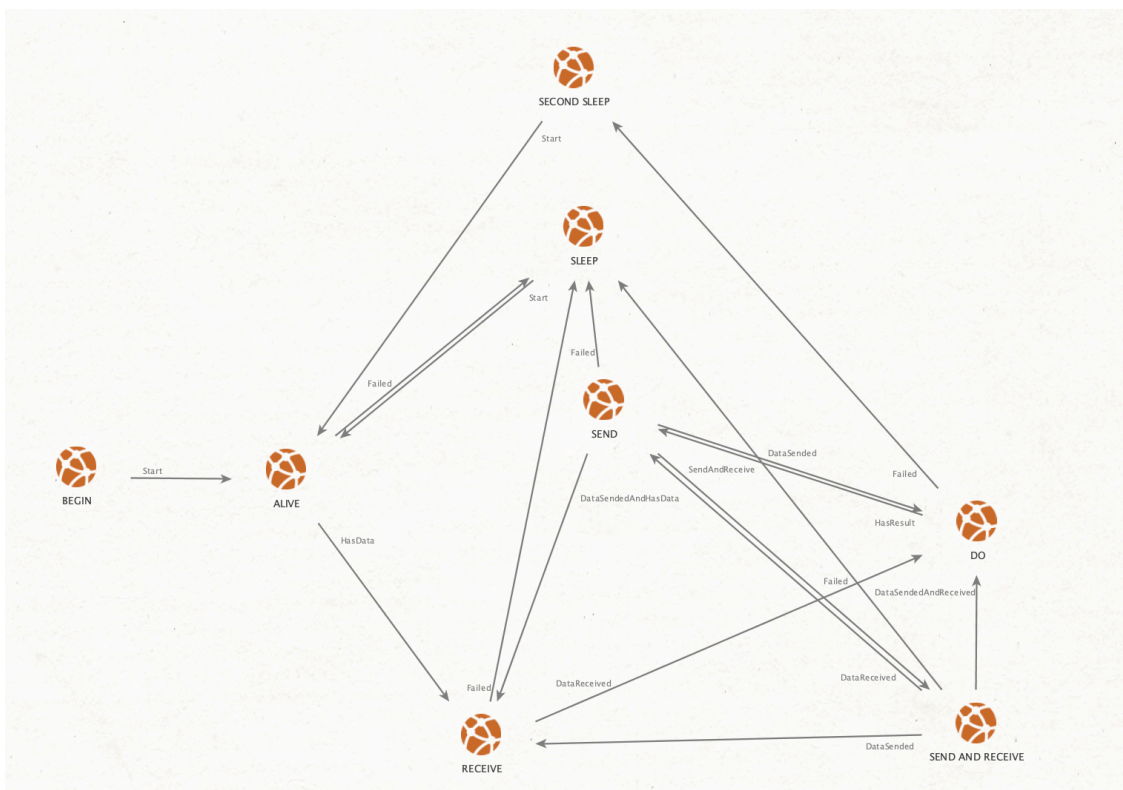 SECOND SLEEP
Start
SLEEP
Start
Failed
Failed
SEND
DataSended
SendAndReceive
Start
Failed
BEGIN
ALIVE
DataSendedAndHasData
HasResult
HasData
DO
Failed
DataSendedAndReceived
DataReceived
Failed
DataReceived
DataSended
SEND AND RECEIVE
RECEIVE